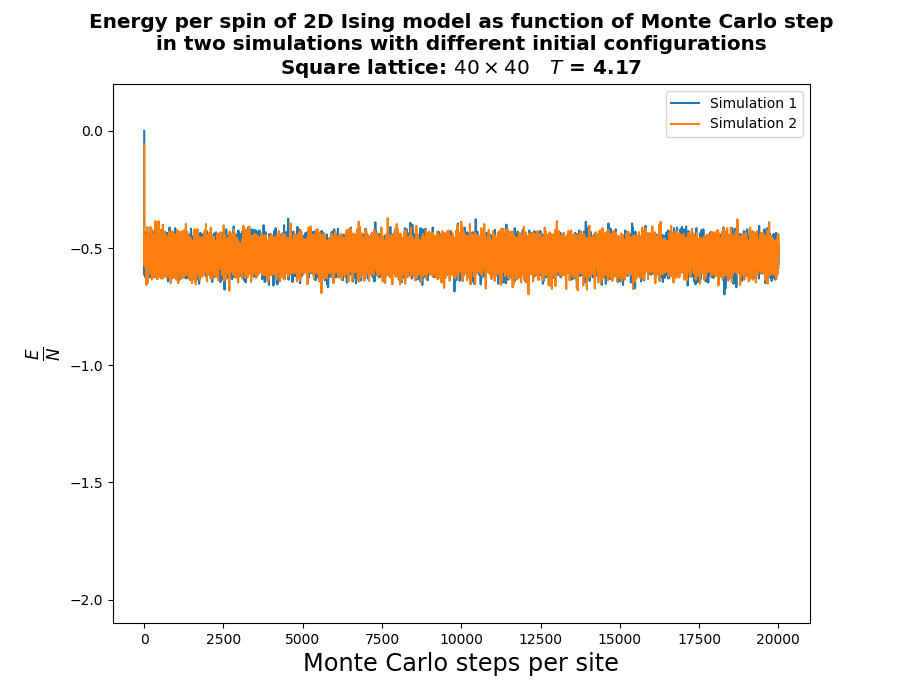 Energy per spin of 2D Ising model as function of Monte Carlo step
in two simulations with different initial configurations
Square lattice: 40 × 40 T = 4.17
Simulation 1
Simulation 2
0.0
−0.5
−1.0
−1.5
−2.0
E
N
0 2500 5000 7500 10000 12500 15000 17500 20000
Monte Carlo steps per site